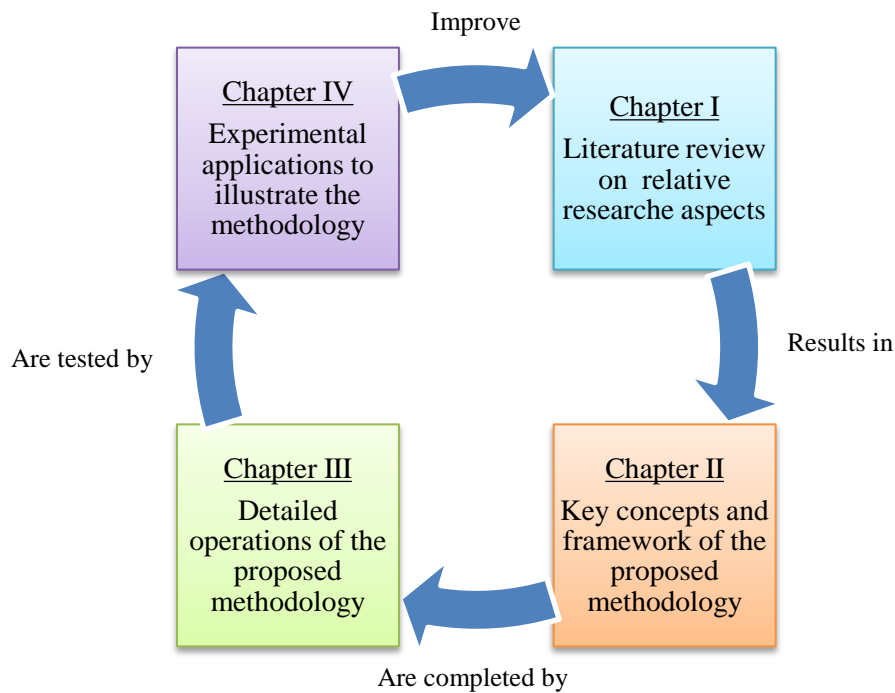 Improve
Chapter IV
Experimental
applications to
illustrate the
methodology
Chapter I
Literature review
on relative
researche aspects
Are tested by
Results in
Chapter III
Detailed
operations of the
proposed
methodology
Chapter II
Key concepts and
framework of the
proposed
methodology
Are completed by